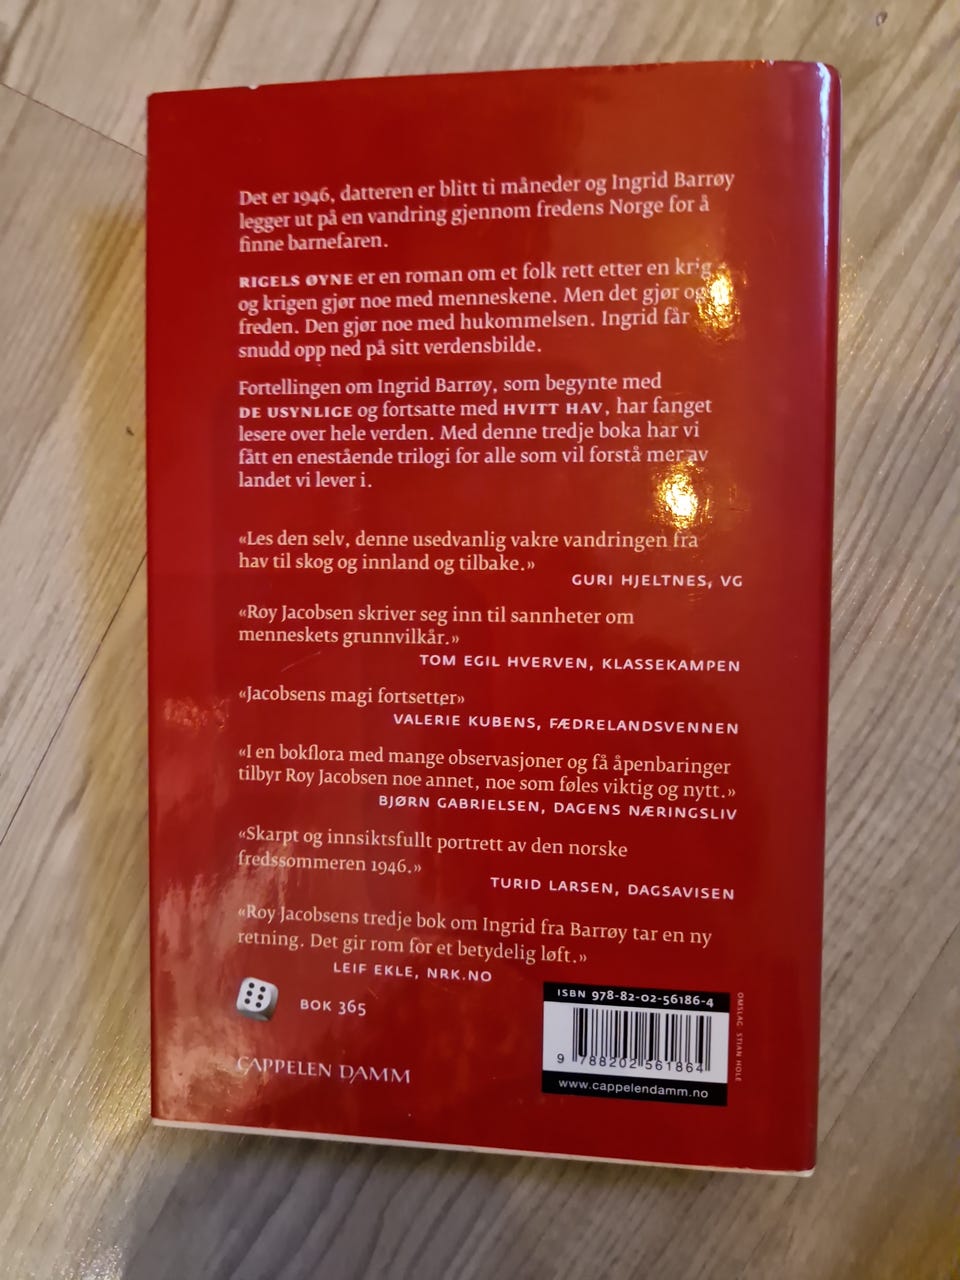 Det er 1946, datteren er blitt ti måneder og Ingrid Barrøy
legger ut på en vandring gjennom fredens Norge for å
finne barnefaren.
RIGELS ØYNE er en roman om et folk rett etter en krig –
og krigen gjør noe med menneskene. Men det gjør også
freden. Den gjør noe med hukommelsen. Ingrid får
snudd opp ned på sitt verdensbilde.
Fortellingen om Ingrid Barrøy, som begynte med
DE USYNLIGE og fortsatte med HVITT HAV, har fanget
lesere over hele verden. Med denne tredje boka har vi
fått en enestående trilogi for alle som vil forstå mer av
landet vi lever i.
«Les den selv, denne usedvanlig vakre vandringen fra
hav til skog og innland og tilbake.»
GURI HJELTNES, VG
«Roy Jacobsen skriver seg inn til sannheter om
menneskets grunnvilkår.»
TOM EGIL HVERVEN, KLASSEKAMPEN
«Jacobsens magi fortsetter»
VALERIE KUBENS, FÆDRELANDSVENNEN
«I en bokflora med mange observasjoner og få åpenbaringer
tilbyr Roy Jacobsen noe annet, noe som føles viktig og nytt.»
BJØRN GABRIELSEN, DAGENS NÆRINGSLIV
«Skarpt og innsiktsfullt portrett av den norske
fredssommeren 1946.»
TURID LARSEN, DAGSAVISEN
«Roy Jacobsens tredje bok om Ingrid fra Barrøy tar en ny
retning. Det gir rom for et betydelig løft.»
LEIF EKLE, NRK.NO
BOK 365
CAPPELEN DAMM
ISBN 978-82-02-56186-4
9 788202 561864
www.cappelendamm.no
OMSLAG STIAN HOLE